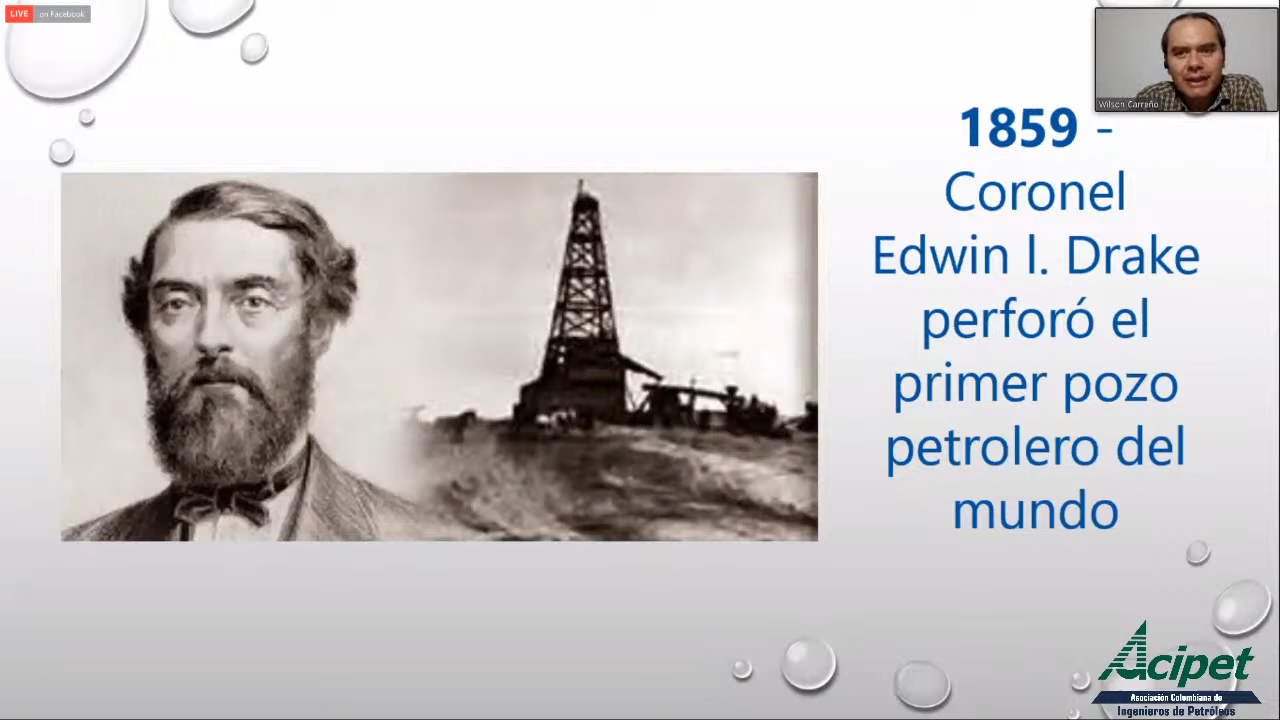 LIVE on Facebook
Wilson Carreño
1859 -
Coronel
Edwin l. Drake
perforó el
primer pozo
petrolero del
mundo
Acipet
Asociación Colombiana de
Ingenieros de Petróleos